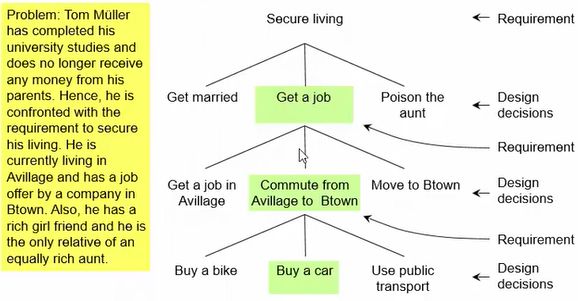 Problem: Tom Müller
has completed his
university studies and
does no longer receive
any money from his
parents. Hence, he is
confronted with the
requirement to secure
his living. He is
currently living in
Avillage and has a job
offer by a company in
Btown. Also, he has a
rich girl friend and he is
the only relative of an
equally rich aunt.
Secure living
Requirement
Get married
Get a job
Poison the
aunt
Design
decisions
Requirement
Get a job in
Avillage
Commute from
Avillage to Btown
Move to Btown
Design
decisions
Requirement
Buy a bike
Buy a car
Use public
transport
Design
decisions